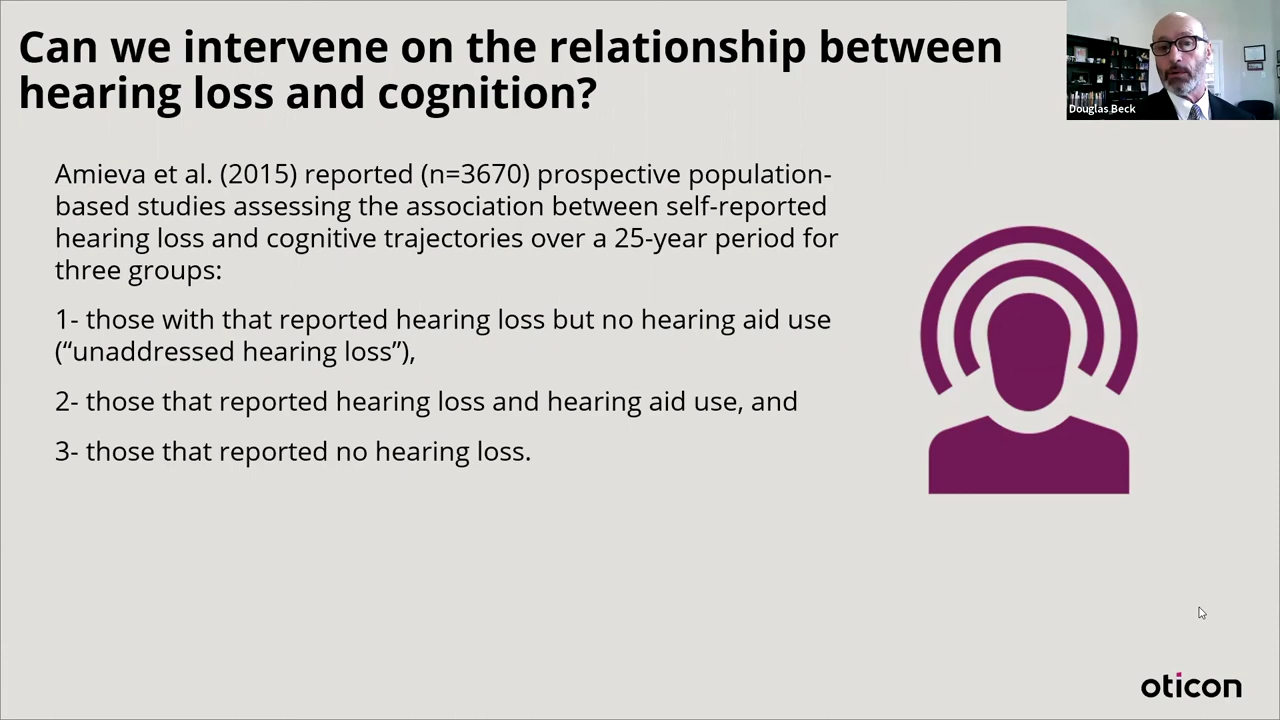 Can we intervene on the relationship between
hearing loss and cognition?
Douglas Beck
Amieva et al. (2015) reported (n=3670) prospective population-
based studies assessing the association between self-reported
hearing loss and cognitive trajectories over a 25-year period for
three groups:
1- those with that reported hearing loss but no hearing aid use
(“unaddressed hearing loss”),
2- those that reported hearing loss and hearing aid use, and
3- those that reported no hearing loss.
oticon